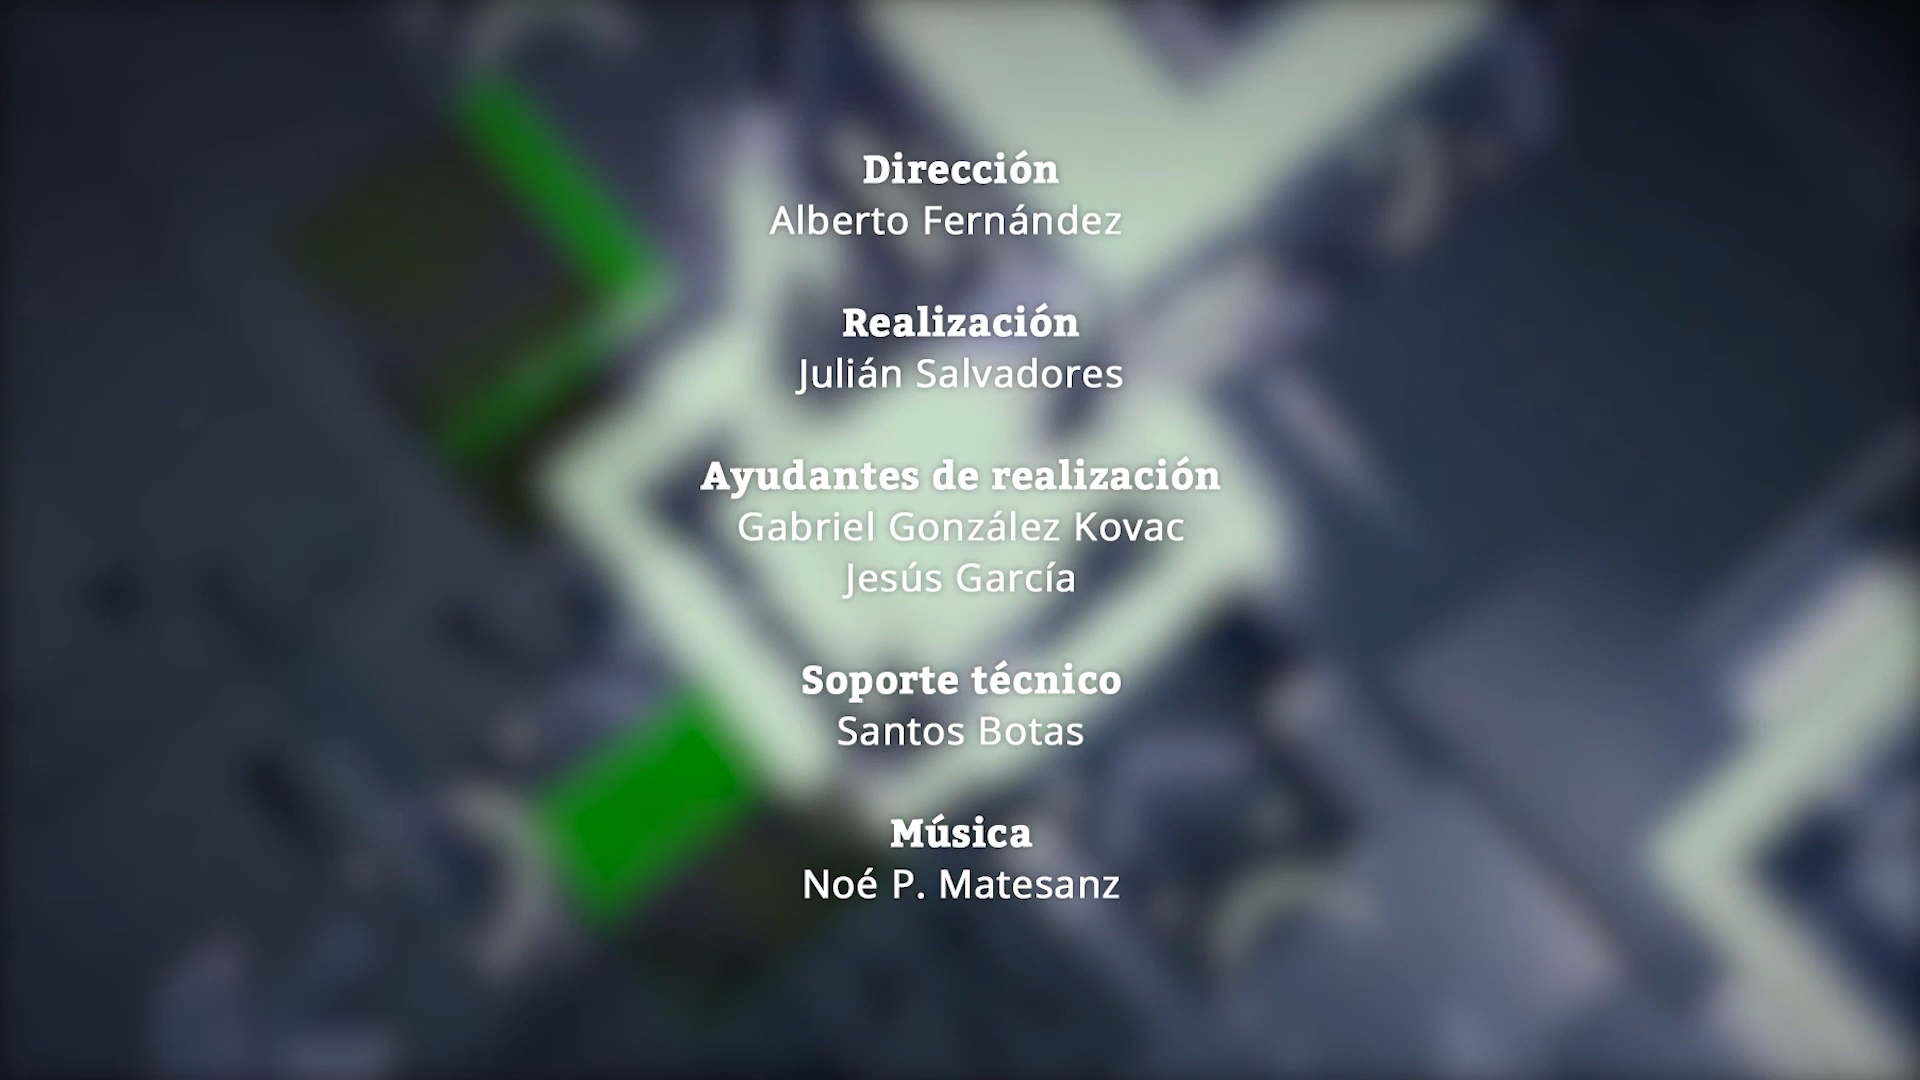 Dirección
Alberto Fernández
Realización
Julián Salvadores
Ayudantes de realización
Gabriel González Kovac
Jesús García
Soporte técnico
Santos Botas
Música
Noé P. Matesanz